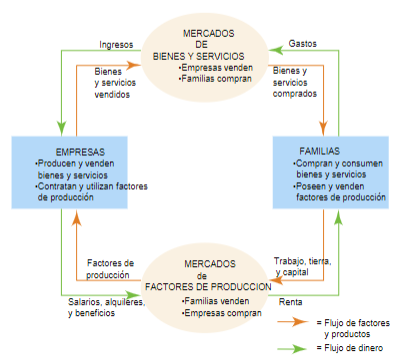 MERCADOS
DE
BIENES Y SERVICIOS
•Empresas venden
•Familias compran
Ingresos
Gastos
Bienes
y servicios
vendidos
Bienes y
servicios
comprados
EMPRESAS
•Producen y venden
bienes y servicios
•Contratan y utilizan factores
de producción
FAMILIAS
•Compran y consumen
bienes y servicios
•Poseen y venden
factores de producción
Factores de
producción
MERCADOS
de
FACTORES DE PRODUCCION
•Familias venden
•Empresas compran
Trabajo, tierra,
y capital
Salarios, alquileres,
y beneficios
Renta
= Flujo de factores
y productos
= Flujo de dinero